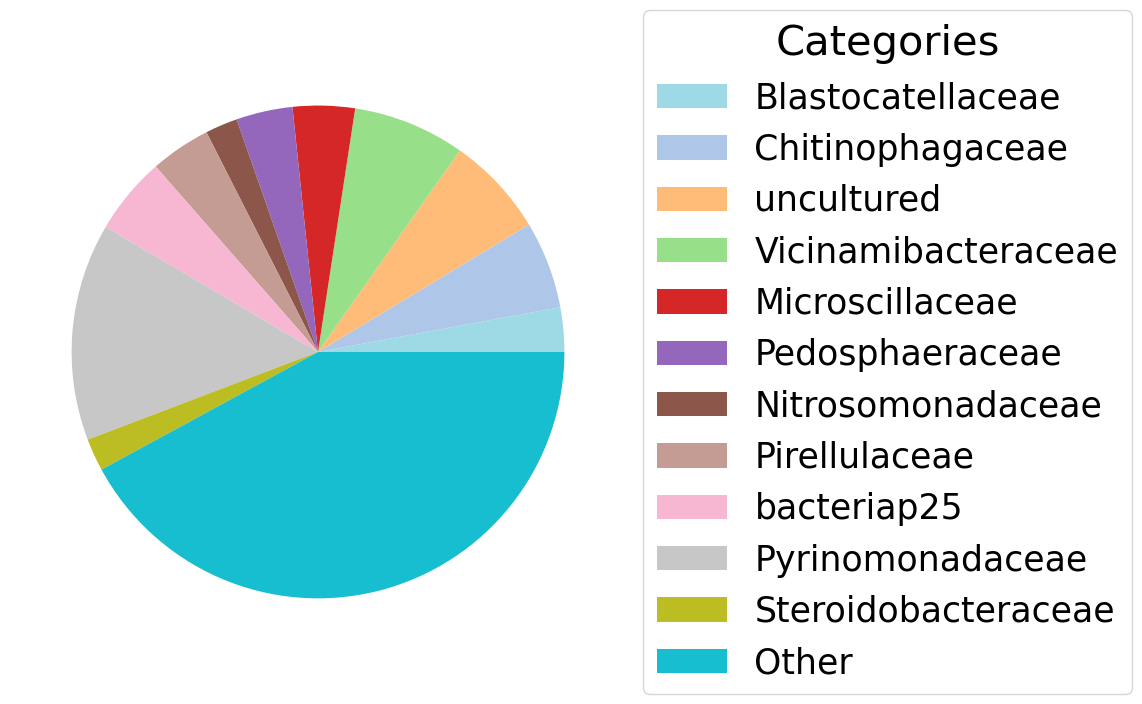 Categories
Blastocatellaceae
Chitinophagaceae
uncultured
Vicinamibacteraceae
Microscillaceae
Pedosphaeraceae
Nitrosomonadaceae
Pirellulaceae
bacteriap25
Pyrinomonadaceae
Steroidobacteraceae
Other